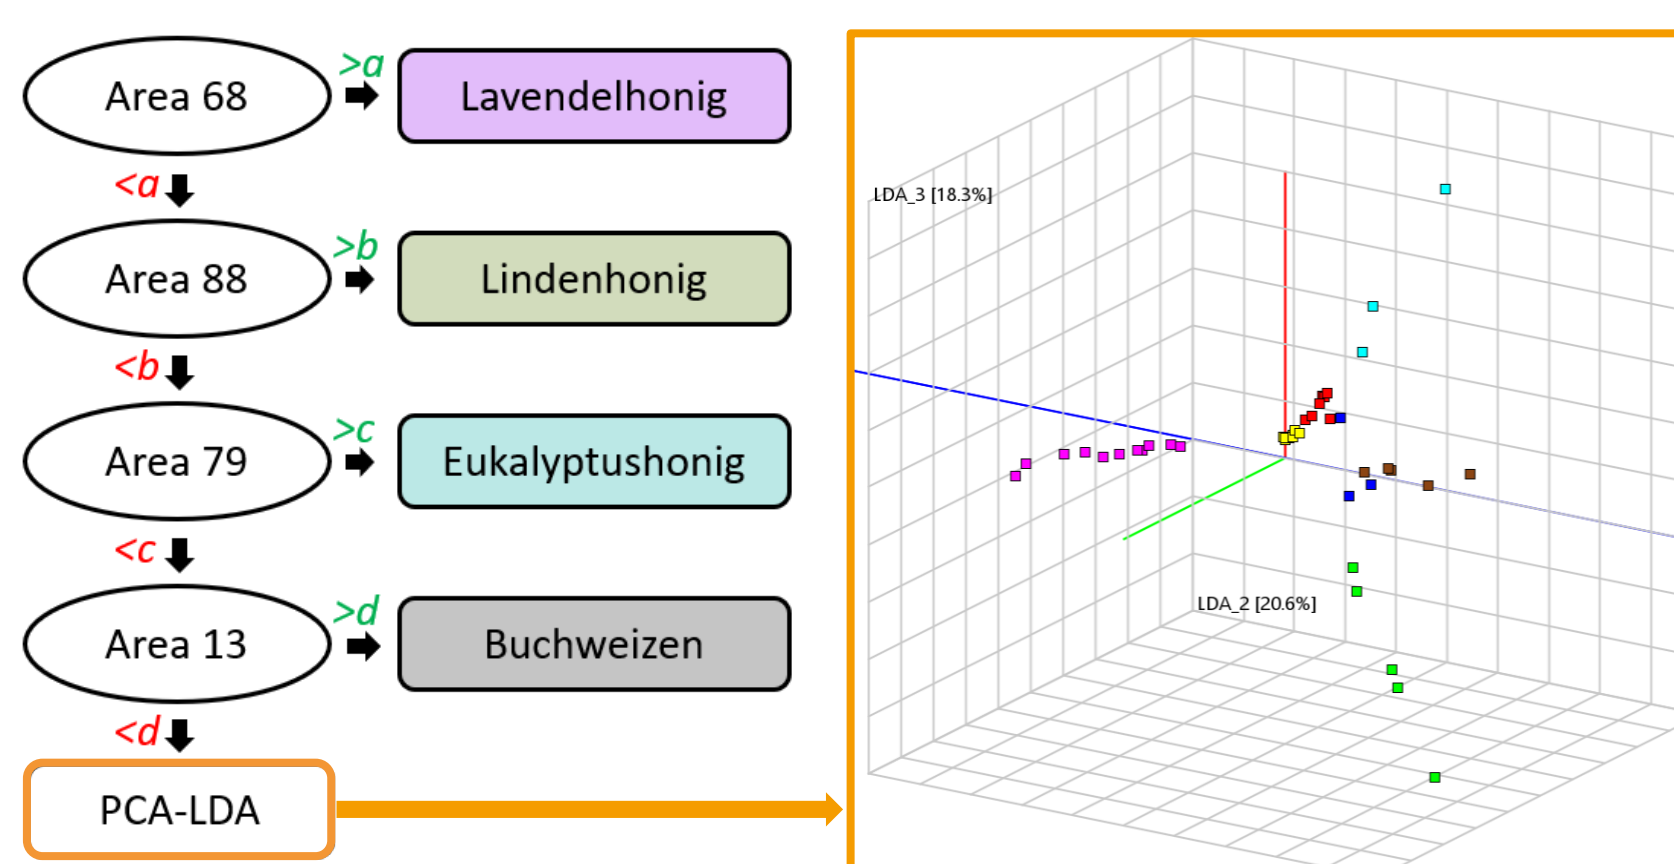 Area 68
>a
Lavendelhonig
<a
Area 88
>b
Lindenhonig
<b
Area 79
>c
Eukalyptushonig
<c
Area 13
>d
Buchweizen
<d
PCA-LDA
LDA_3 [18.3%]
LDA_2 [20.6%]